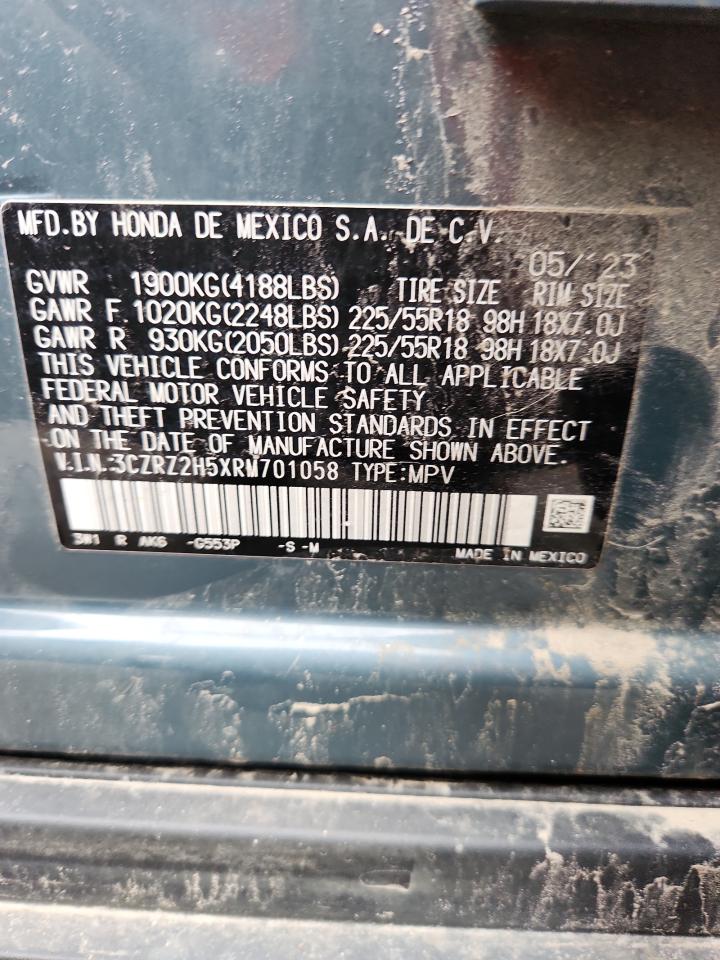 MFD.BY HONDA DE MEXICO S.A. DE C.V.
05/ '23
GVWR 1900KG(4188LBS) TIRE SIZE RIM SIZE
GAWR F 1020KG(2248LBS) 225/55R18 98H 18X7.0J
GAWR R 930KG(2050LBS) 225/55R18 98H 18X7.0J
THIS VEHICLE CONFORMS TO ALL APPLICABLE
FEDERAL MOTOR VEHICLE SAFETY
AND THEFT PREVENTION STANDARDS IN EFFECT
ON THE DATE OF MANUFACTURE SHOWN ABOVE.
V.I.N.3CZRZ2H5XRM701058 TYPE:MPV
3W1 R AKG -G553P -S -M MADE IN MEXICO